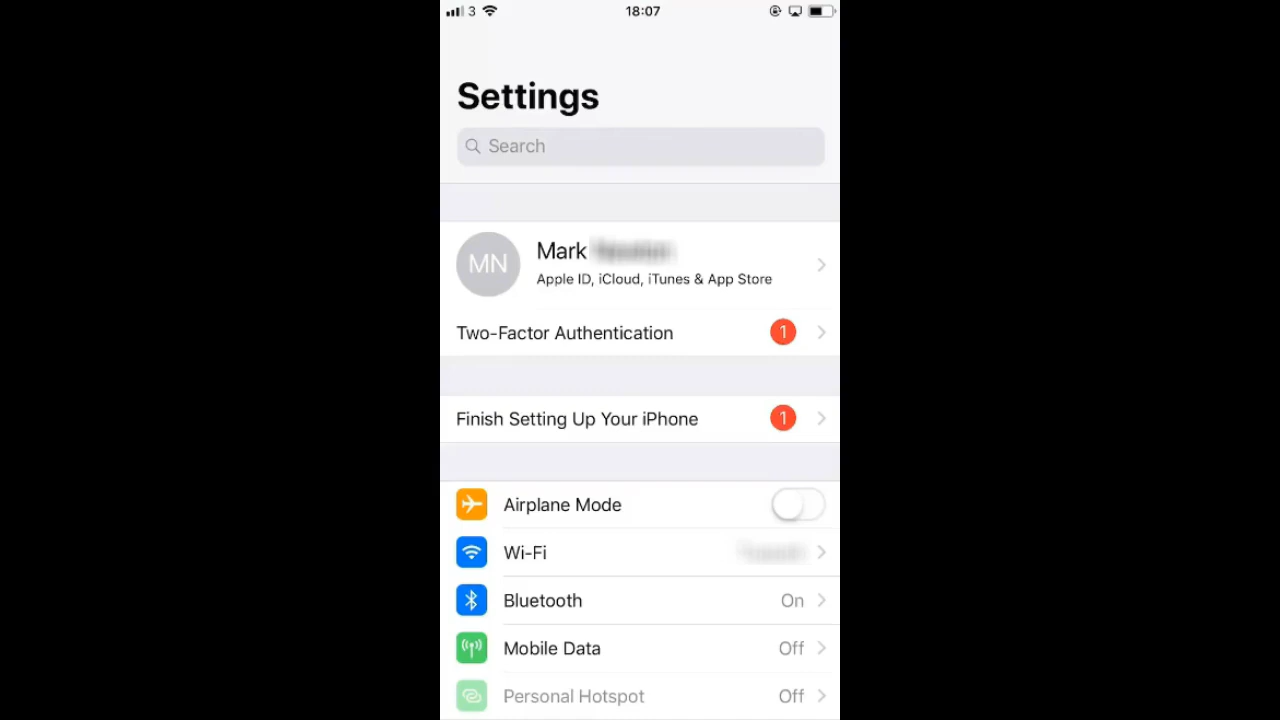 3 18:07
Settings
Search
MN
Mark
Apple ID, iCloud, iTunes & App Store
Two-Factor Authentication 1
Finish Setting Up Your iPhone 1
Airplane Mode
Wi-Fi
Bluetooth On
Mobile Data Off
Personal Hotspot Off